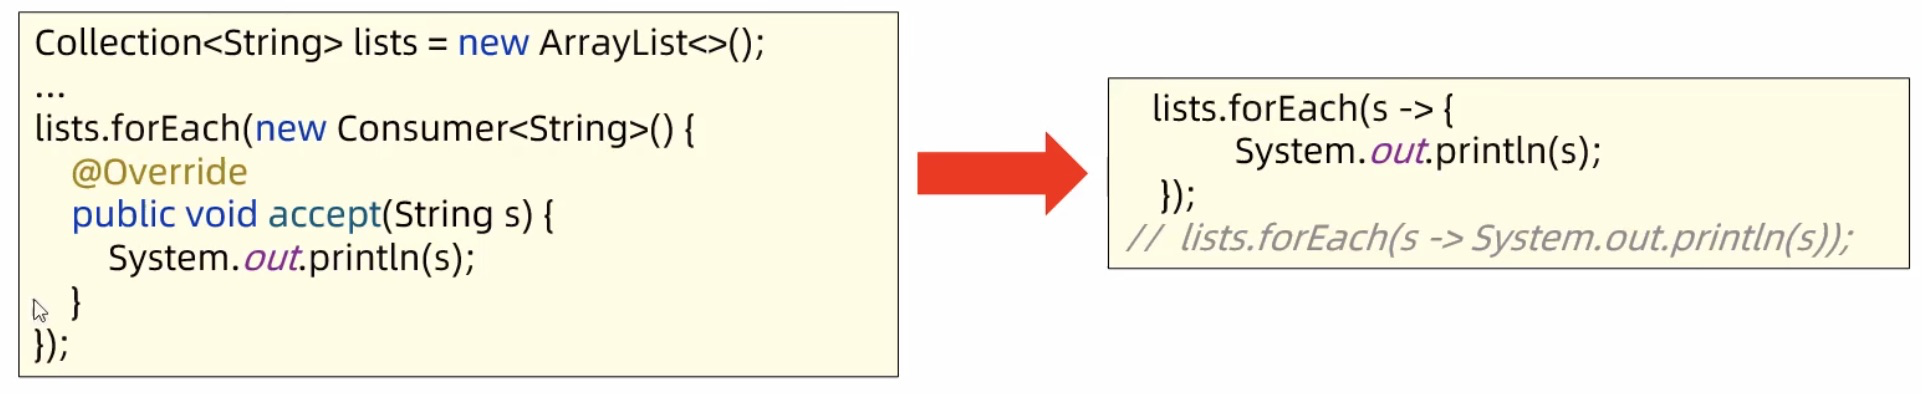 Collection<String> lists = new ArrayList<>();
...
lists.forEach(new Consumer<String>() {
@Override
public void accept(String s) {
System.out.println(s);
}
});
lists.forEach(s -> {
System.out.println(s);
});
// lists.forEach(s -> System.out.println(s));